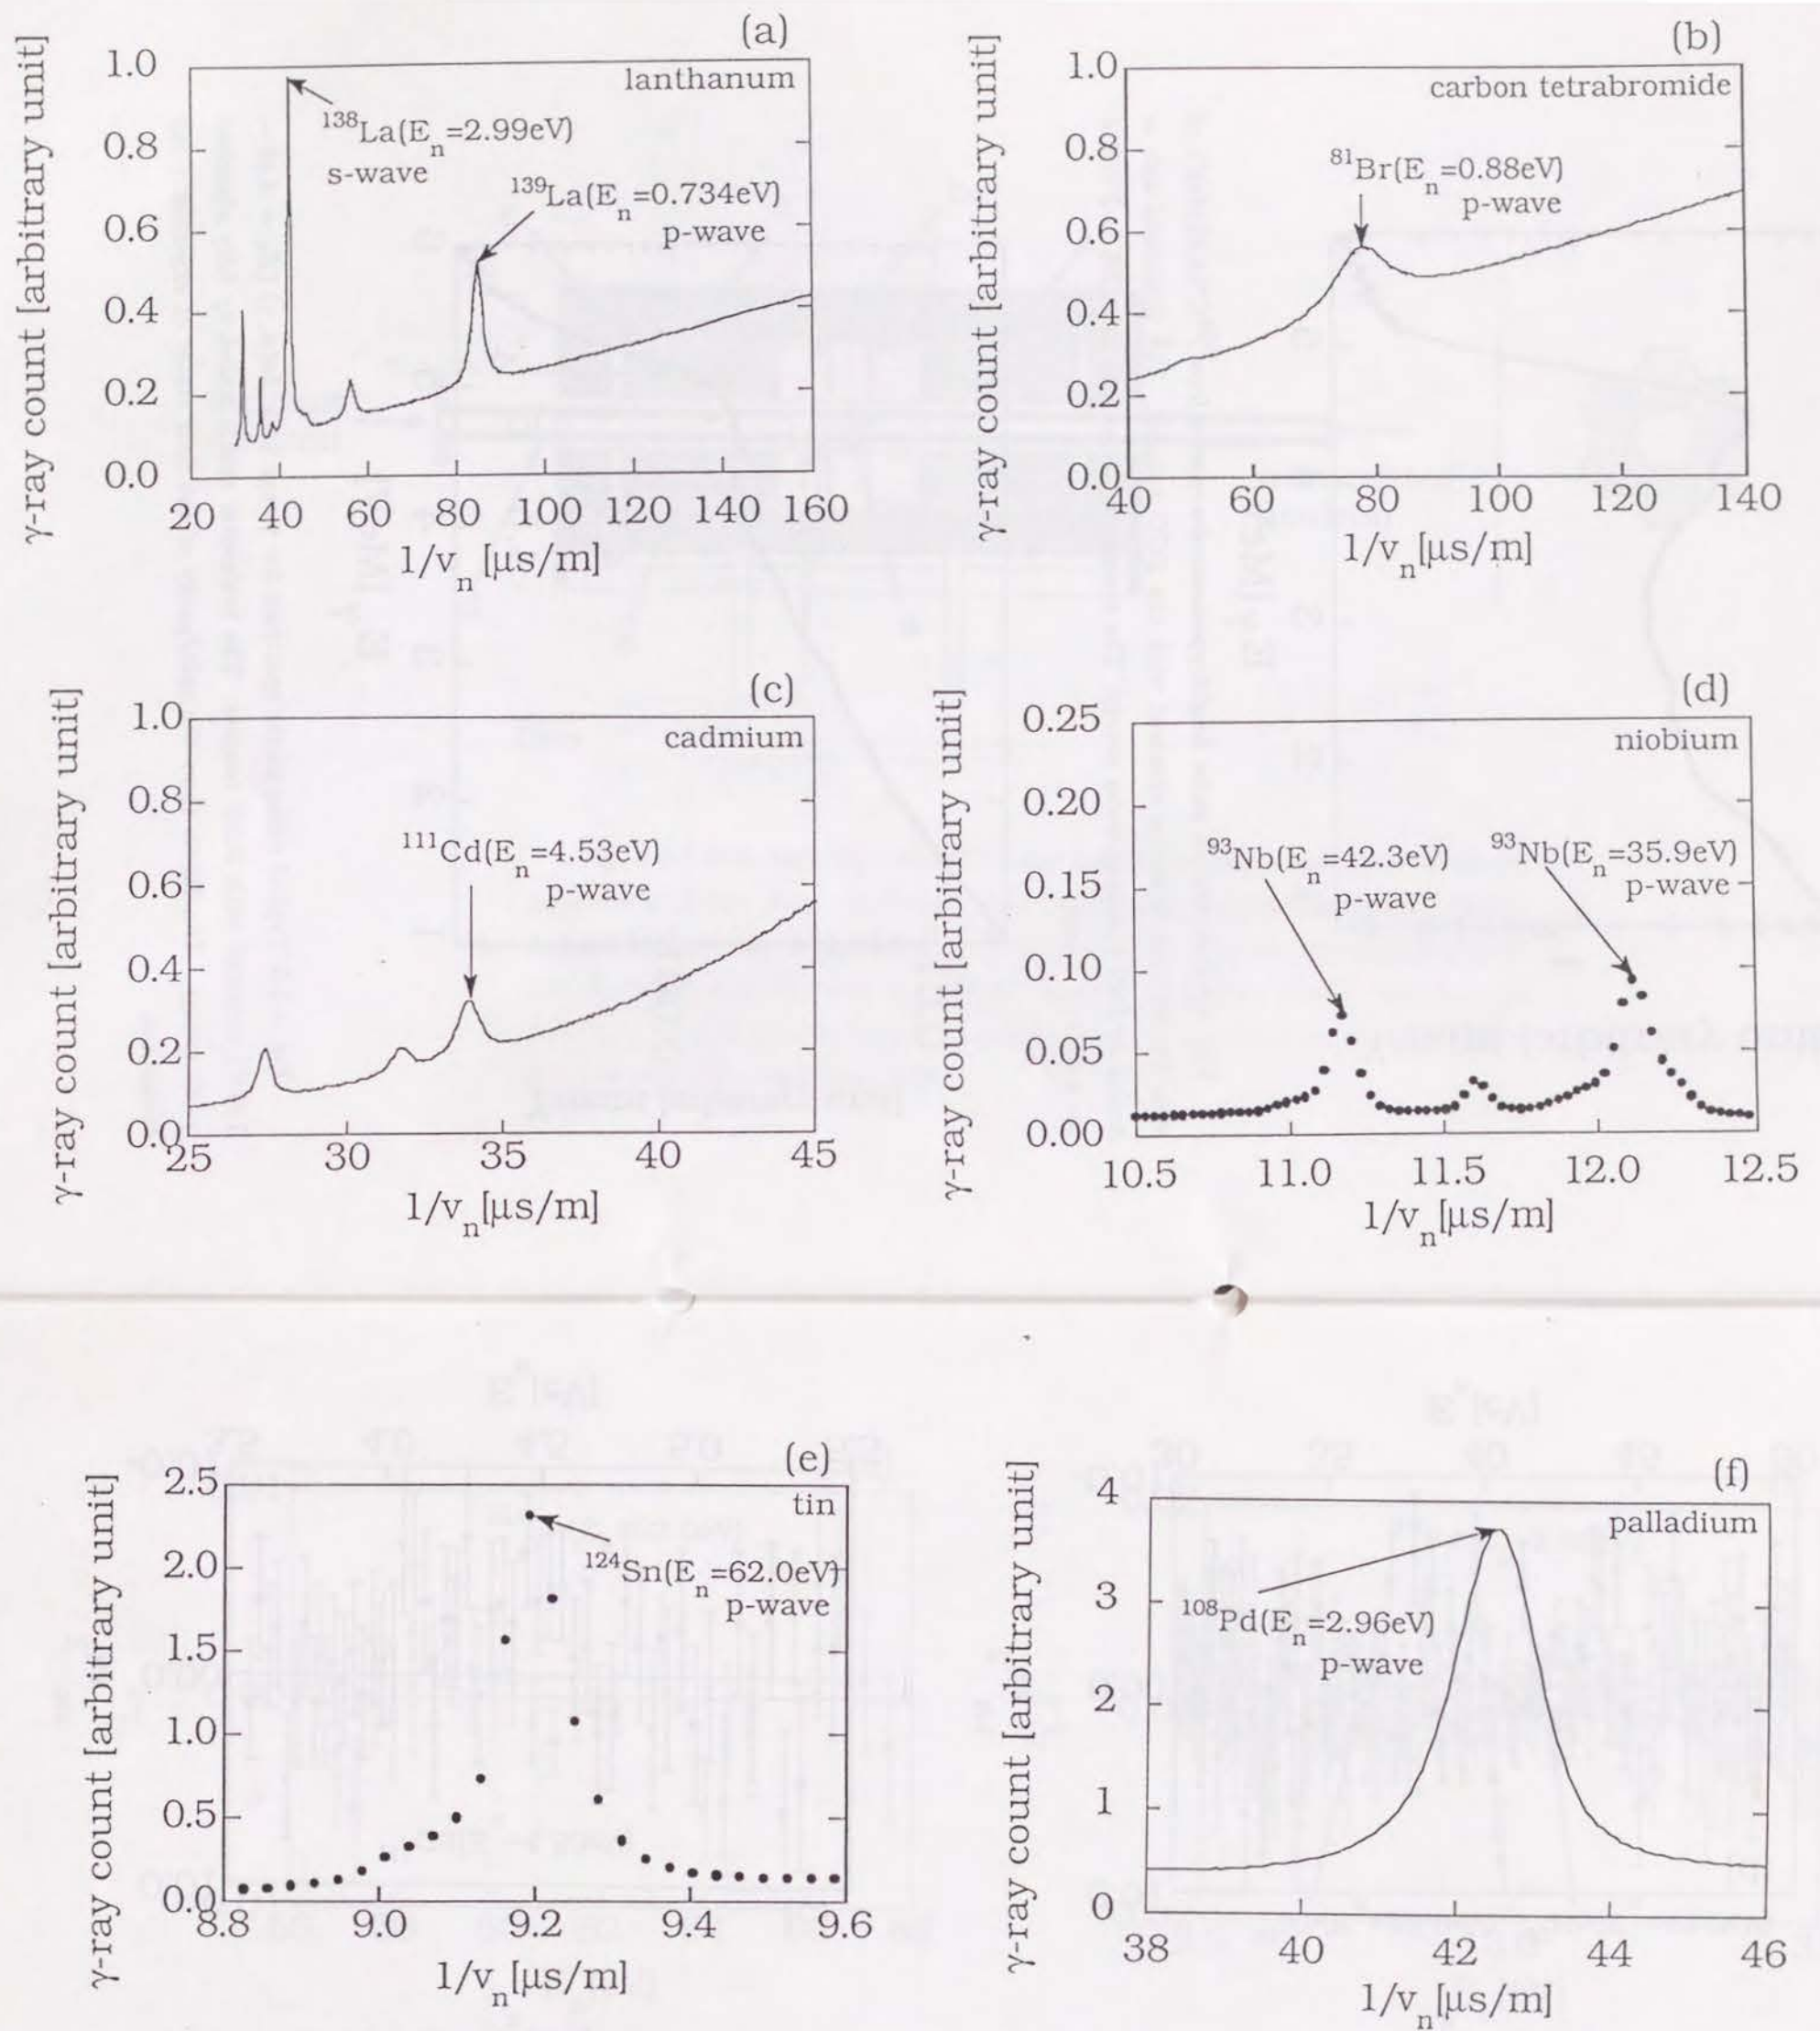 (a)
γ-ray count [arbitrary unit]
1.0
0.8
0.6
0.4
0.2
0.0
lanthanum
138La(En=2.99eV)
s-wave
139La(En=0.734eV)
p-wave
20 40 60 80 100 120 140 160
1/vn [μs/m]
(b)
γ-ray count [arbitrary unit]
1.0
0.8
0.6
0.4
0.2
0.0
carbon tetrabromide
81Br(En=0.88eV)
p-wave
40 60 80 100 120 140
1/vn[μs/m]
(c)
γ-ray count [arbitrary unit]
1.0
0.8
0.6
0.4
0.2
0.0
cadmium
111Cd(En=4.53eV)
p-wave
25 30 35 40 45
1/vn[μs/m]
(d)
γ-ray count [arbitrary unit]
0.25
0.20
0.15
0.10
0.05
0.00
niobium
93Nb(En=42.3eV)
p-wave
93Nb(En=35.9eV)
p-wave
10.5 11.0 11.5 12.0 12.5
1/vn[μs/m]
(e)
γ-ray count [arbitrary unit]
2.5
2.0
1.5
1.0
0.5
0.0
tin
124Sn(En=62.0eV)
p-wave
8.8 9.0 9.2 9.4 9.6
1/vn[μs/m]
(f)
γ-ray count [arbitrary unit]
4
3
2
1
0
palladium
108Pd(En=2.96eV)
p-wave
38 40 42 44 46
1/vn[μs/m]